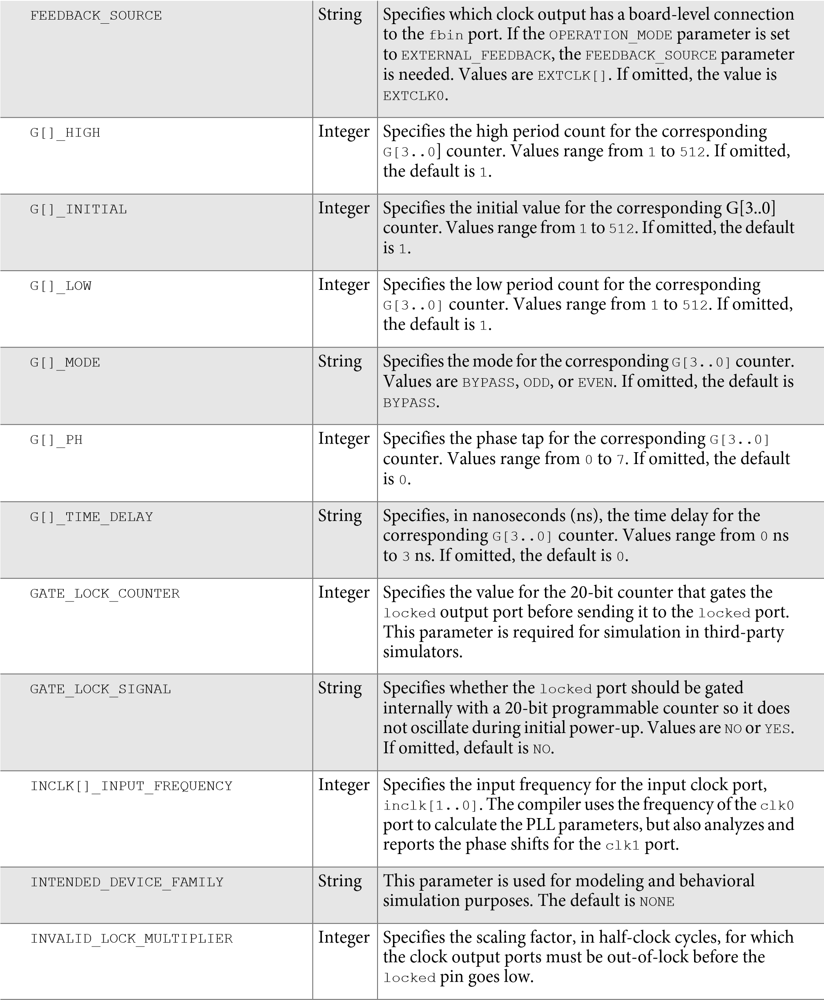 FEEDBACK_SOURCE String Specifies which clock output has a board-level connection
to the fbin port. If the OPERATION_MODE parameter is set
to EXTERNAL_FEEDBACK, the FEEDBACK_SOURCE parameter
is needed. Values are EXTCLK[]. If omitted, the value is
EXTCLK0.
G[]_HIGH Integer Specifies the high period count for the corresponding
G[3..0] counter. Values range from 1 to 512. If omitted,
the default is 1.
G[]_INITIAL Integer Specifies the initial value for the corresponding G[3..0]
counter. Values range from 1 to 512. If omitted, the default
is 1.
G[]_LOW Integer Specifies the low period count for the corresponding
G[3..0] counter. Values range from 1 to 512. If omitted,
the default is 1.
G[]_MODE String Specifies the mode for the corresponding G[3..0] counter.
Values are BYPASS, ODD, or EVEN. If omitted, the default is
BYPASS.
G[]_PH Integer Specifies the phase tap for the corresponding G[3..0]
counter. Values range from 0 to 7. If omitted, the default
is 0.
G[]_TIME_DELAY String Specifies, in nanoseconds (ns), the time delay for the
corresponding G[3..0] counter. Values range from 0 ns
to 3 ns. If omitted, the default is 0.
GATE_LOCK_COUNTER Integer Specifies the value for the 20-bit counter that gates the
locked output port before sending it to the locked port.
This parameter is required for simulation in third-party
simulators.
GATE_LOCK_SIGNAL String Specifies whether the locked port should be gated
internally with a 20-bit programmable counter so it does
not oscillate during initial power-up. Values are NO or YES.
If omitted, default is NO.
INCLK[]_INPUT_FREQUENCY Integer Specifies the input frequency for the input clock port,
inclk[1..0]. The compiler uses the frequency of the clk0
port to calculate the PLL parameters, but also analyzes and
reports the phase shifts for the clk1 port.
INTENDED_DEVICE_FAMILY String This parameter is used for modeling and behavioral
simulation purposes. The default is NONE
INVALID_LOCK_MULTIPLIER Integer Specifies the scaling factor, in half-clock cycles, for which
the clock output ports must be out-of-lock before the
locked pin goes low.